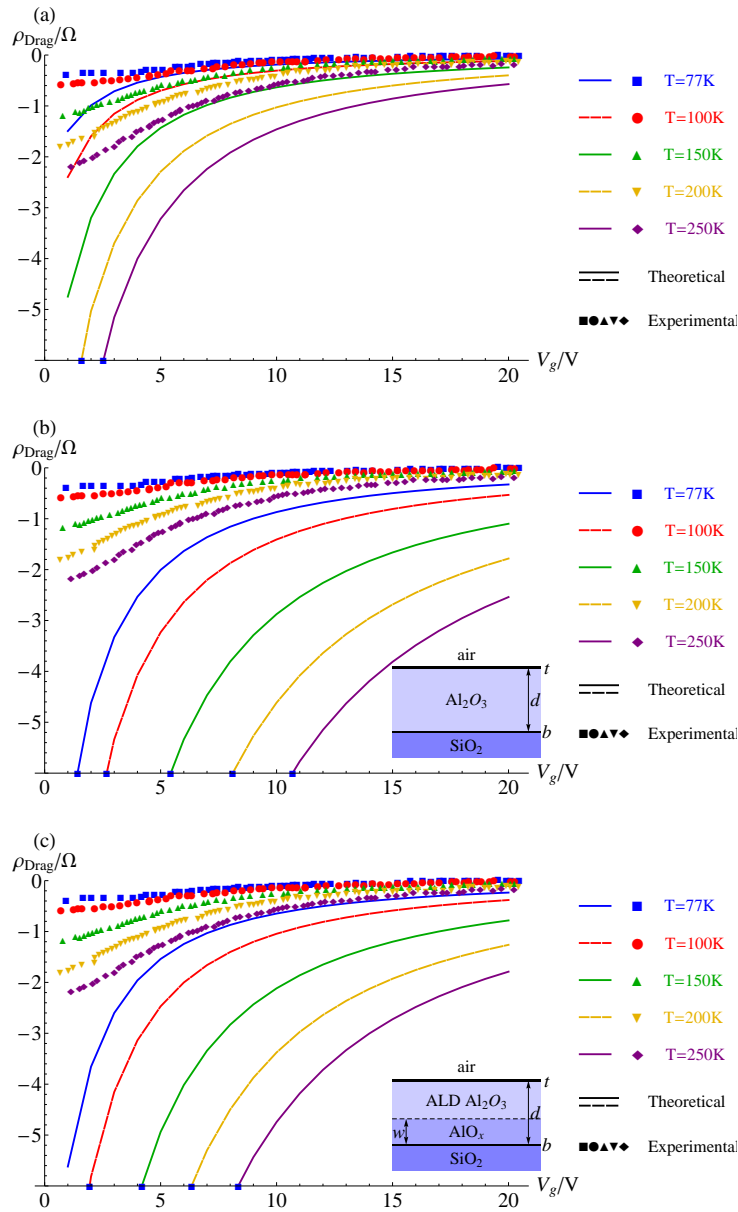 (a)
ρDrag/Ω
0
−1
−2
−3
−4
−5
0 5 10 15 20
Vg/V
T=77K
T=100K
T=150K
T=200K
T=250K
Theoretical
Experimental
(b)
ρDrag/Ω
0
−1
−2
−3
−4
−5
0 5 10 15 20
Vg/V
air
t
Al2O3
d
b
SiO2
T=77K
T=100K
T=150K
T=200K
T=250K
Theoretical
Experimental
(c)
ρDrag/Ω
0
−1
−2
−3
−4
−5
0 5 10 15 20
Vg/V
air
t
ALD Al2O3
d
w
AlOx
b
SiO2
T=77K
T=100K
T=150K
T=200K
T=250K
Theoretical
Experimental